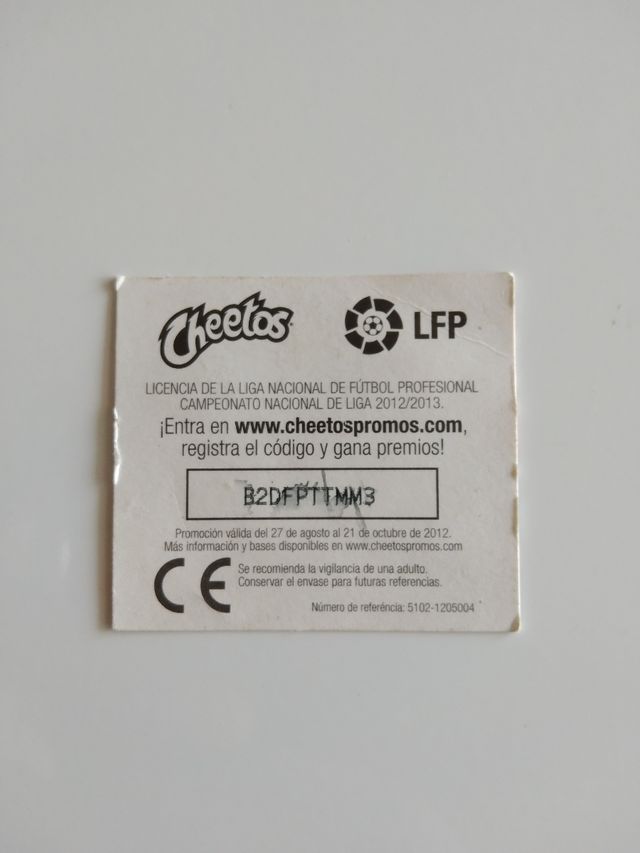 Cheetos LFP
LICENCIA DE LA LIGA NACIONAL DE FÚTBOL PROFESIONAL
CAMPEONATO NACIONAL DE LIGA 2012/2013.
¡Entra en www.cheetospromos.com,
registra el código y gana premios!
B2DFPTTMM3
Promoción válida del 27 de agosto al 21 de octubre de 2012.
Más información y bases disponibles en www.cheetospromos.com
CE Se recomienda la vigilancia de una adulto.
Conservar el envase para futuras referencias.
Número de referéncia: 5102-1205004